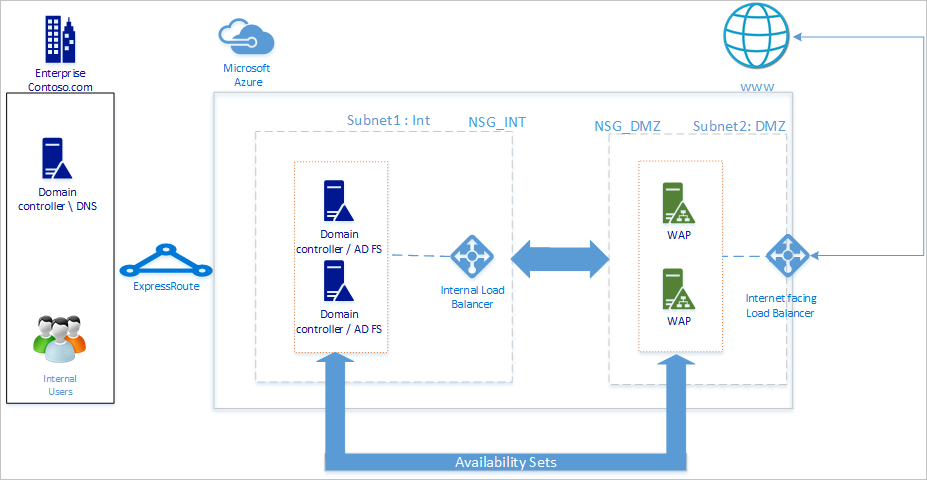 Enterprise
Contoso.com
Microsoft
Azure
www
Subnet1 : Int
NSG_INT
NSG_DMZ
Subnet2: DMZ
Domain
controller \ DNS
Domain
controller / AD FS
WAP
ExpressRoute
Internal Load
Balancer
Internet facing
Load Balancer
Domain
controller / AD FS
WAP
Internal
Users
Availability Sets